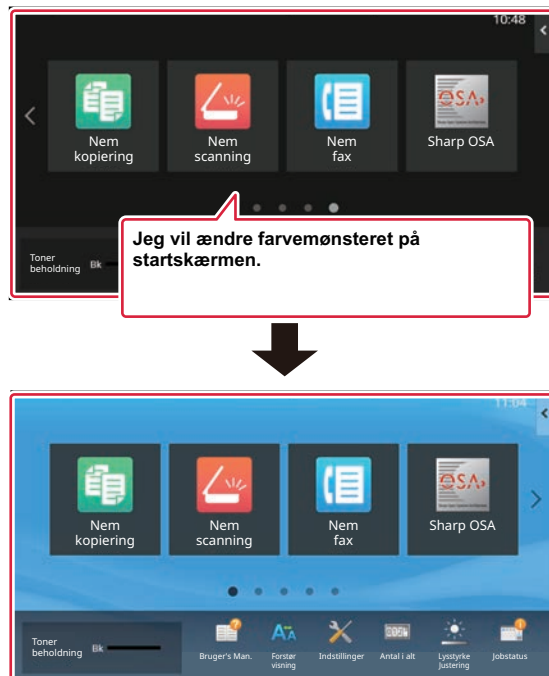 10:48
Nem
kopiering
Nem
scanning
Nem
fax
Sharp OSA
Jeg vil ændre farvemønsteret på
startskærmen.
Toner
beholdning
Bk
11:04
Nem
kopiering
Nem
scanning
Nem
fax
Sharp OSA
Toner
beholdning
Bk
Bruger's Man.
Forstør
visning
Indstillinger
Antal i alt
Lysstyrke
Justering
Jobstatus